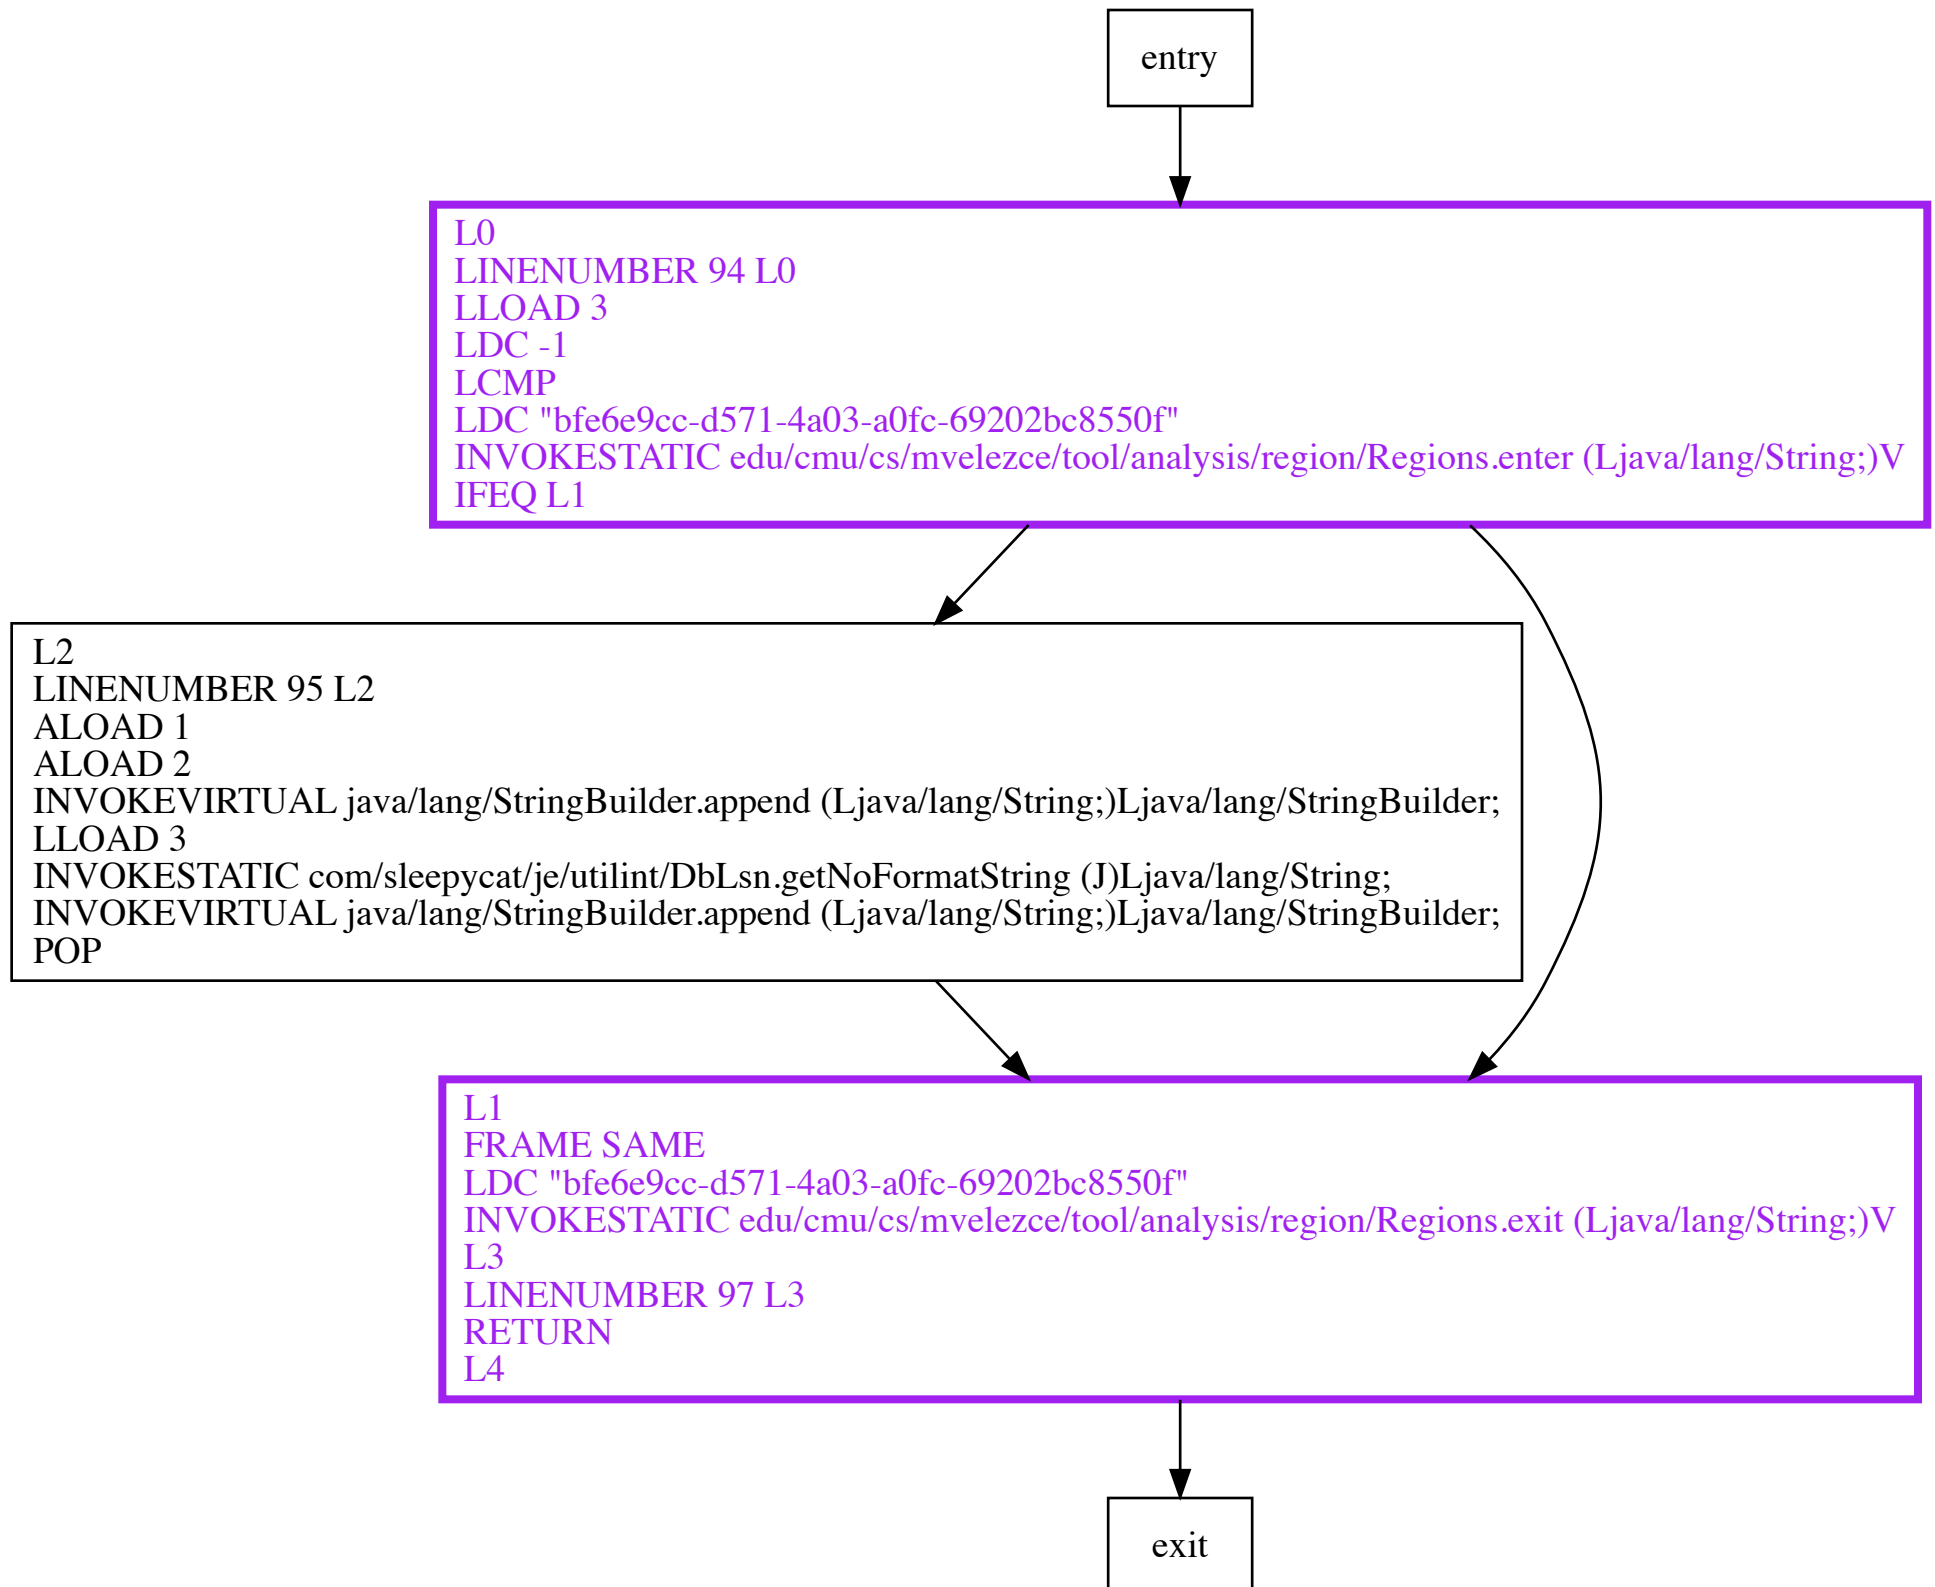 entry
L0
LINENUMBER 94 L0
LLOAD 3
LDC -1
LCMP
LDC "bfe6e9cc-d571-4a03-a0fc-69202bc8550f"
INVOKESTATIC edu/cmu/cs/mvelezce/tool/analysis/region/Regions.enter (Ljava/lang/String;)V
IFEQ L1
L2
LINENUMBER 95 L2
ALOAD 1
ALOAD 2
INVOKEVIRTUAL java/lang/StringBuilder.append (Ljava/lang/String;)Ljava/lang/StringBuilder;
LLOAD 3
INVOKESTATIC com/sleepycat/je/utilint/DbLsn.getNoFormatString (J)Ljava/lang/String;
INVOKEVIRTUAL java/lang/StringBuilder.append (Ljava/lang/String;)Ljava/lang/StringBuilder;
POP
L1
FRAME SAME
LDC "bfe6e9cc-d571-4a03-a0fc-69202bc8550f"
INVOKESTATIC edu/cmu/cs/mvelezce/tool/analysis/region/Regions.exit (Ljava/lang/String;)V
L3
LINENUMBER 97 L3
RETURN
L4
exit